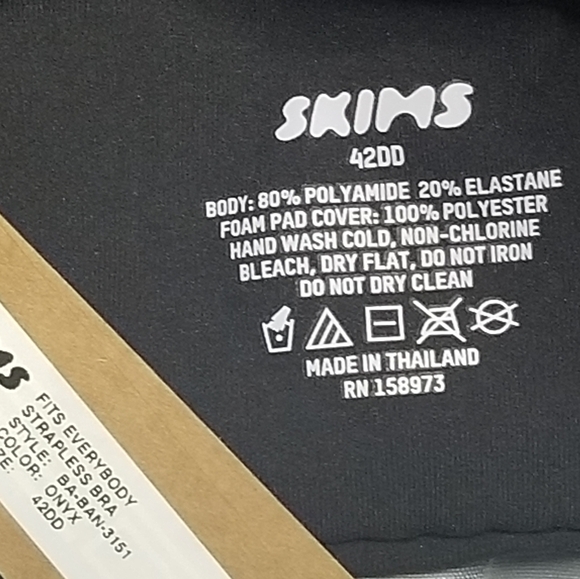 SKIMS
42DD
BODY: 80% POLYAMIDE 20% ELASTANE
FOAM PAD COVER: 100% POLYESTER
HAND WASH COLD, NON-CHLORINE
BLEACH, DRY FLAT, DO NOT IRON
DO NOT DRY CLEAN
MADE IN THAILAND
RN 158973
FITS EVERYBODY
STRAPLESS BRA
STYLE: BA-BAN-3151
COLOR: ONYX
42DD